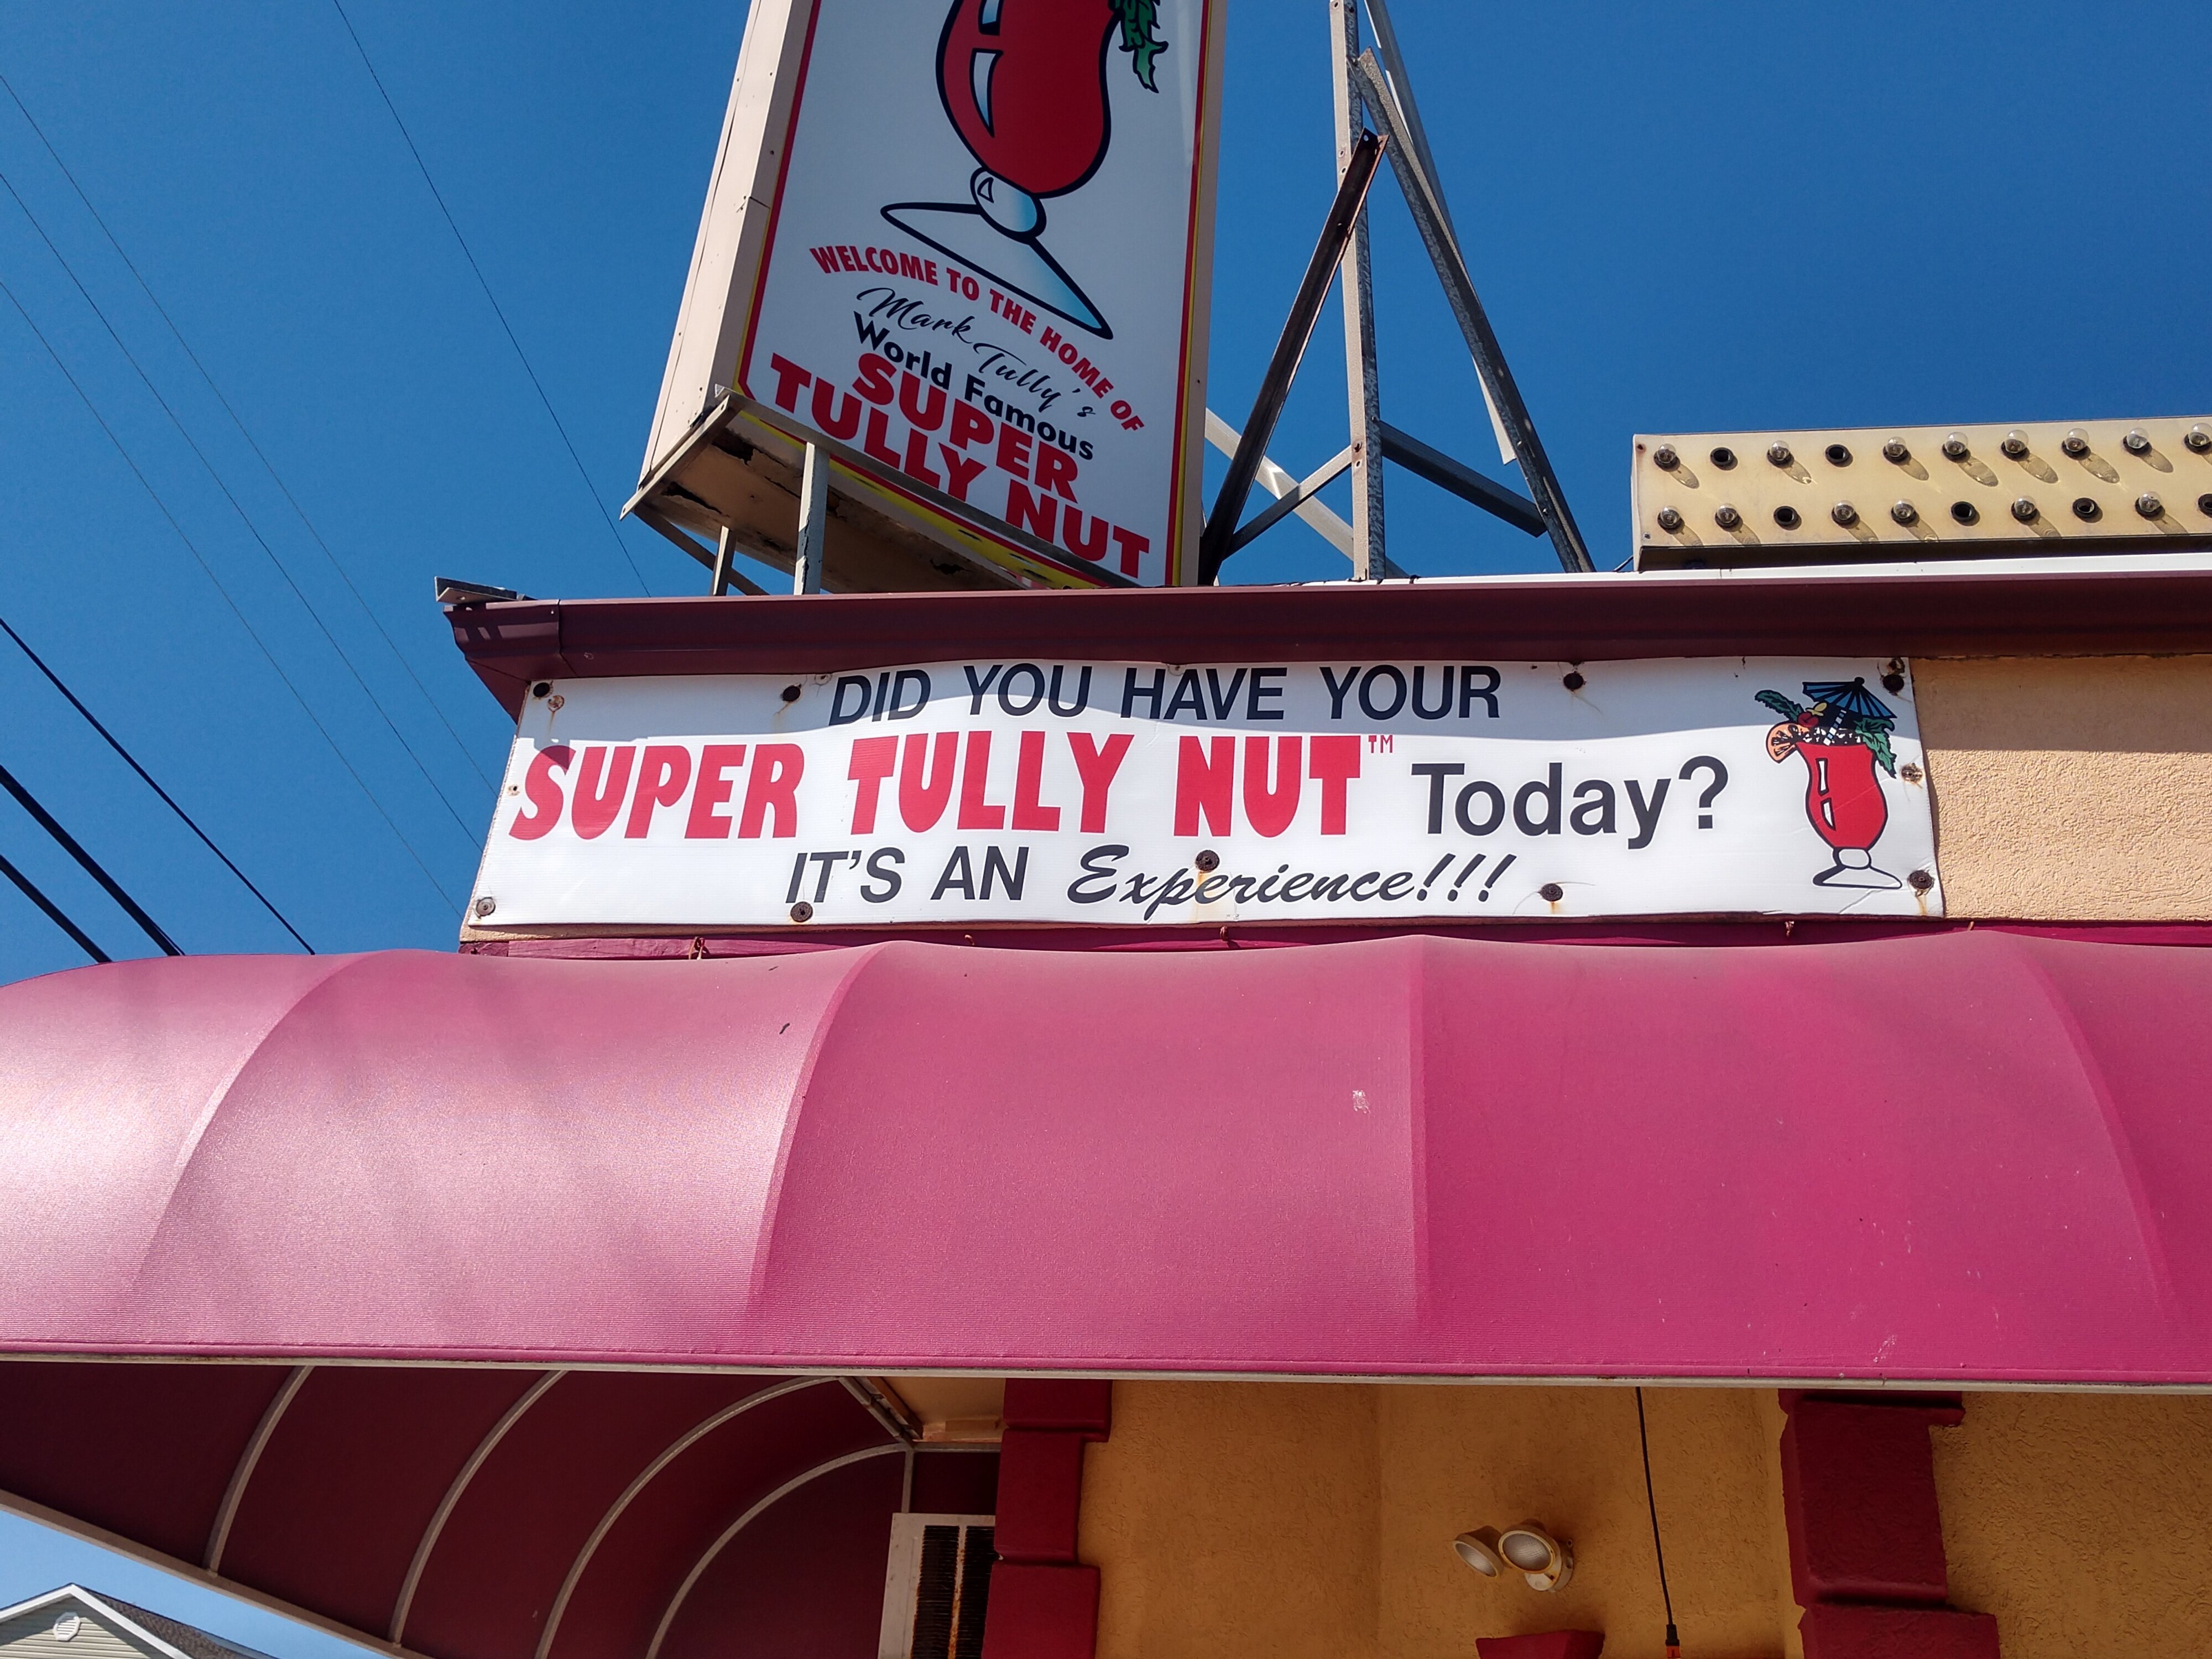 WELCOME TO THE HOME OF
Mark Tully's
World Famous
SUPER
TULLY NUT
DID YOU HAVE YOUR
SUPER TULLY NUT™ Today?
IT'S AN Experience!!!